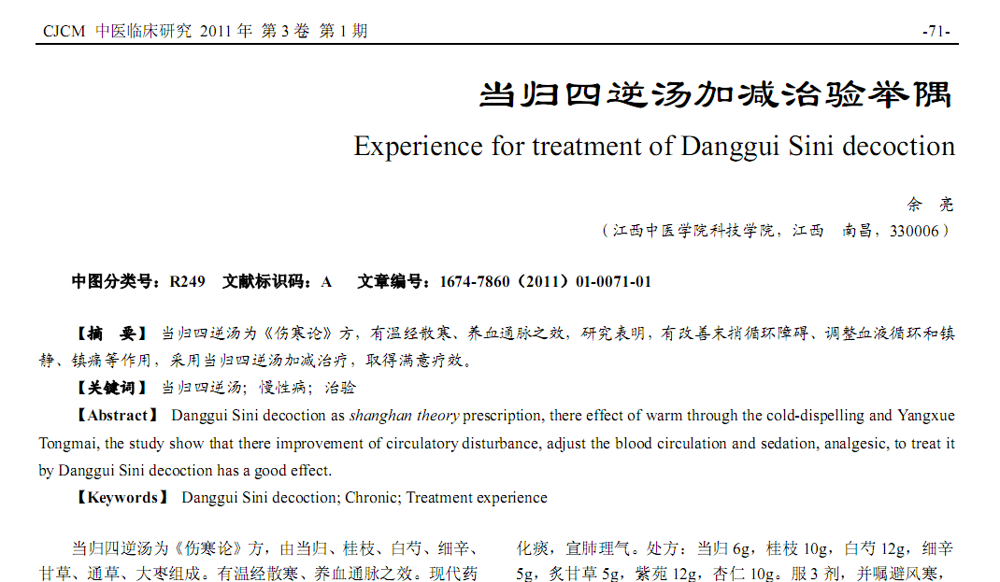 CJCM 中医临床研究 2011 年 第 3 卷 第 1 期 -71-
当归四逆汤加减治验举隅
Experience for treatment of Danggui Sini decoction
余 亮
（江西中医学院科技学院，江西 南昌，330006）
中图分类号：R249 文献标识码：A 文章编号：1674-7860（2011）01-0071-01
【摘 要】 当归四逆汤为《伤寒论》方，有温经散寒、养血通脉之效，研究表明，有改善末梢循环障碍、调整血液循环和镇
静、镇痛等作用，采用当归四逆汤加减治疗，取得满意疗效。
【关键词】 当归四逆汤；慢性病；治验
【Abstract】 Danggui Sini decoction as shanghan theory prescription, there effect of warm through the cold-dispelling and Yangxue
Tongmai, the study show that there improvement of circulatory disturbance, adjust the blood circulation and sedation, analgesic, to treat it
by Danggui Sini decoction has a good effect.
【Keywords】 Danggui Sini decoction; Chronic; Treatment experience
当归四逆汤为《伤寒论》方，由当归、桂枝、白芍、细辛、
甘草、通草、大枣组成。有温经散寒、养血通脉之效。现代药
化痰，宣肺理气。处方：当归 6g，桂枝 10g，白芍 12g，细辛
5g，炙甘草 5g，紫苑 12g，杏仁 10g。服 3 剂，并嘱避风寒，